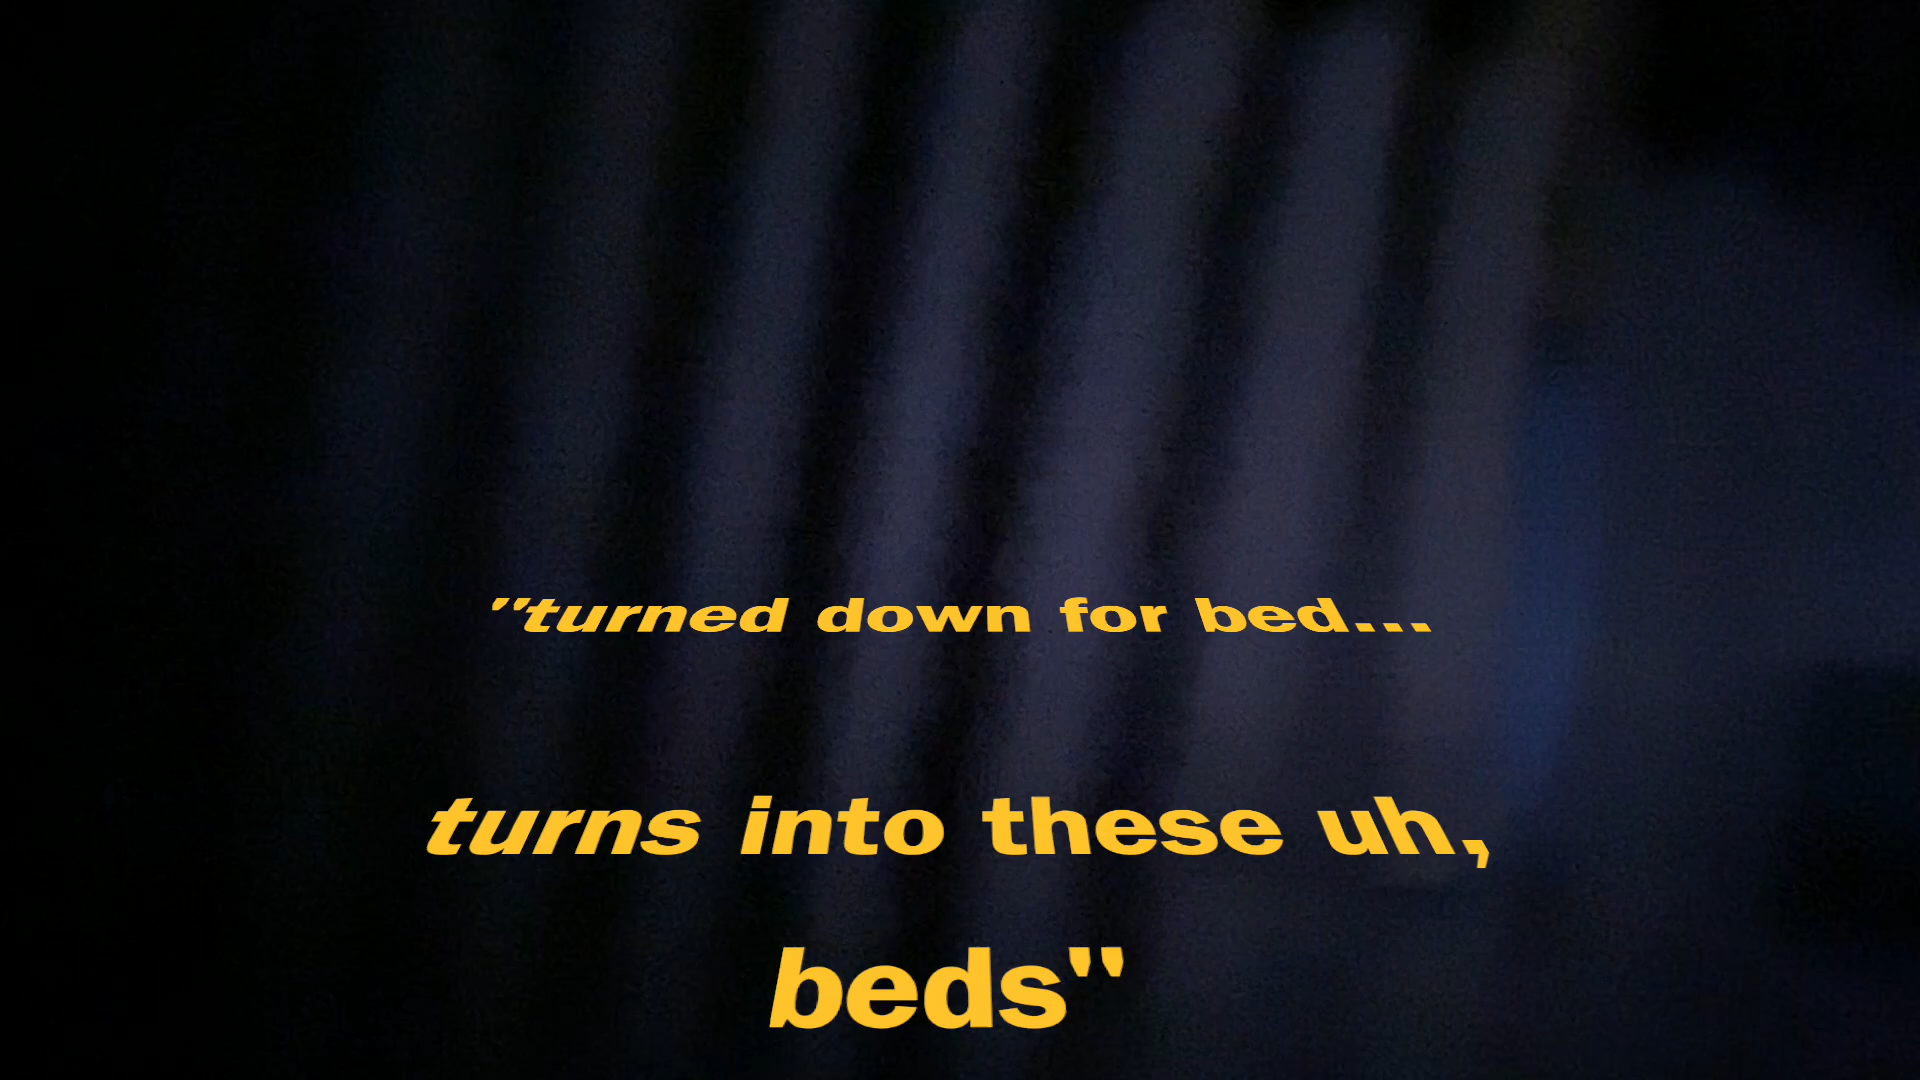 "turned down for bed...
turns into these uh,
beds"